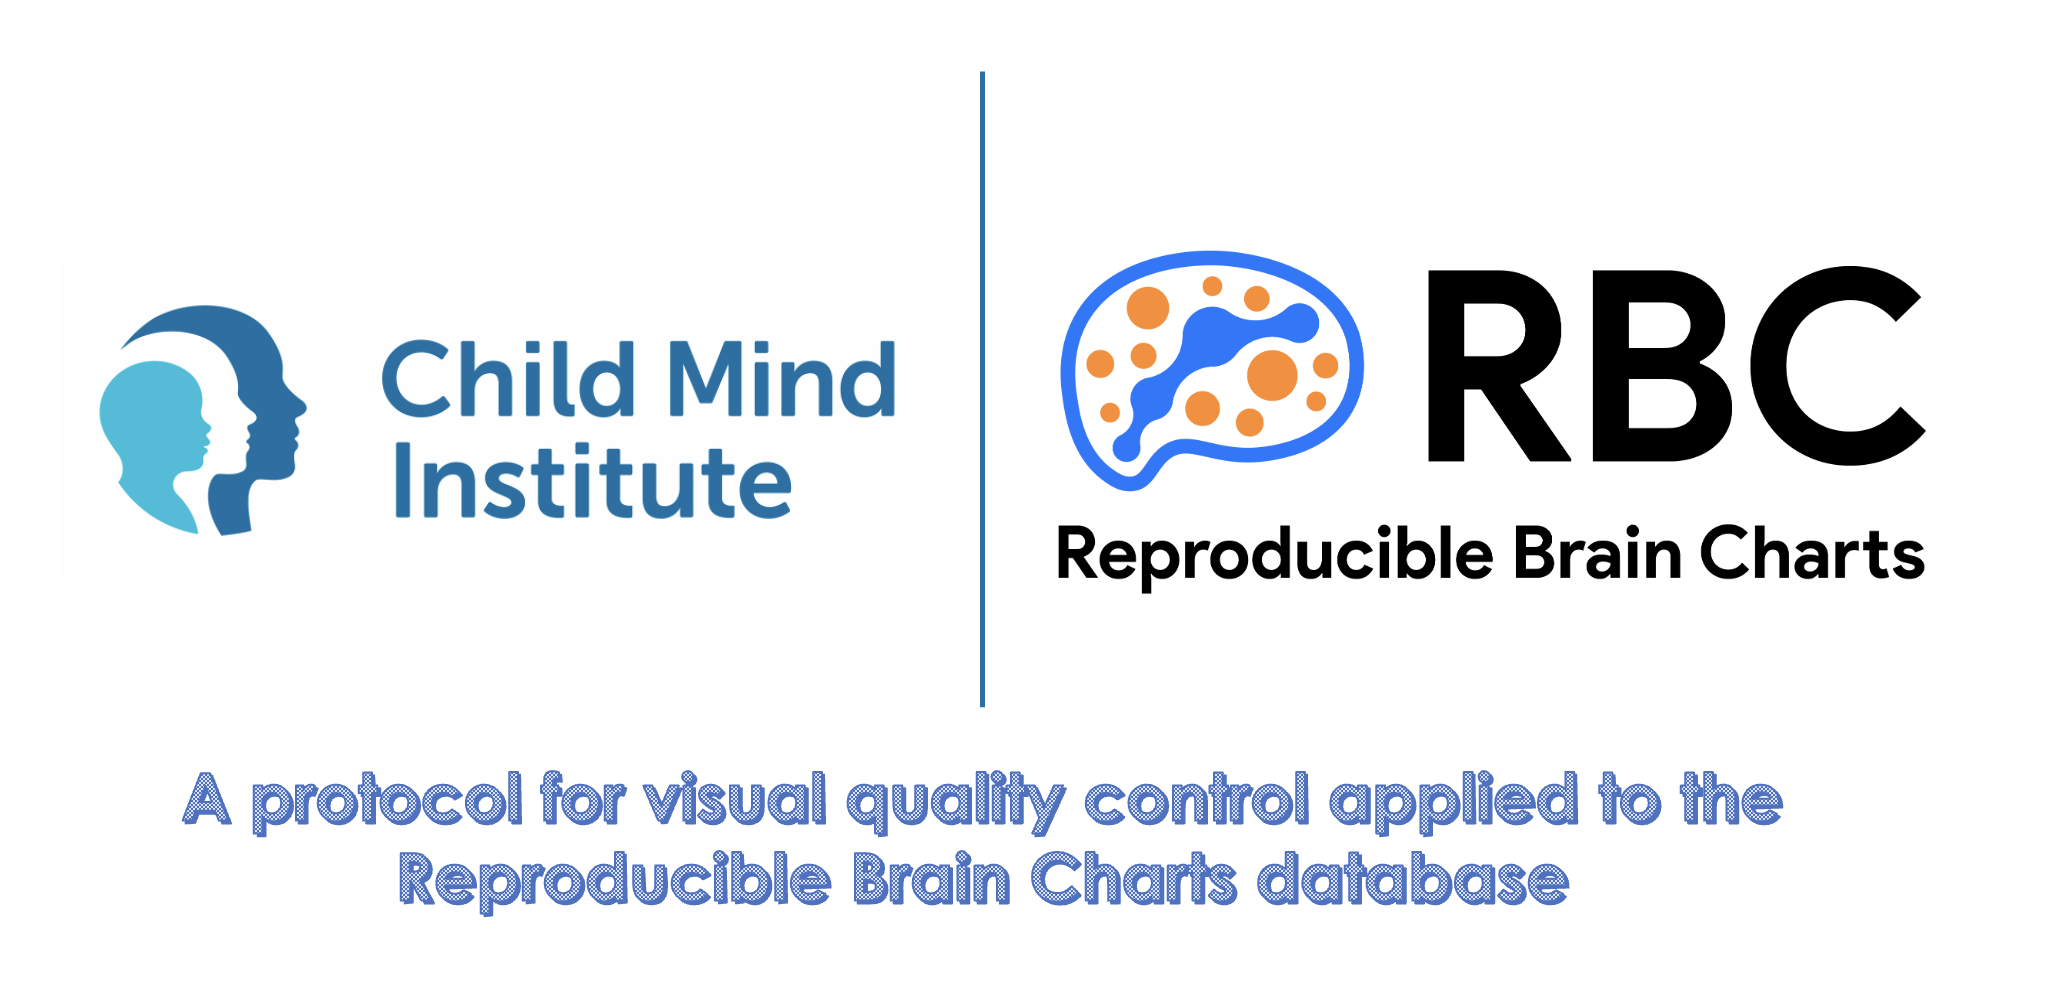 Child Mind
Institute
RBC
Reproducible Brain Charts
A protocol for visual quality control applied to the
Reproducible Brain Charts database